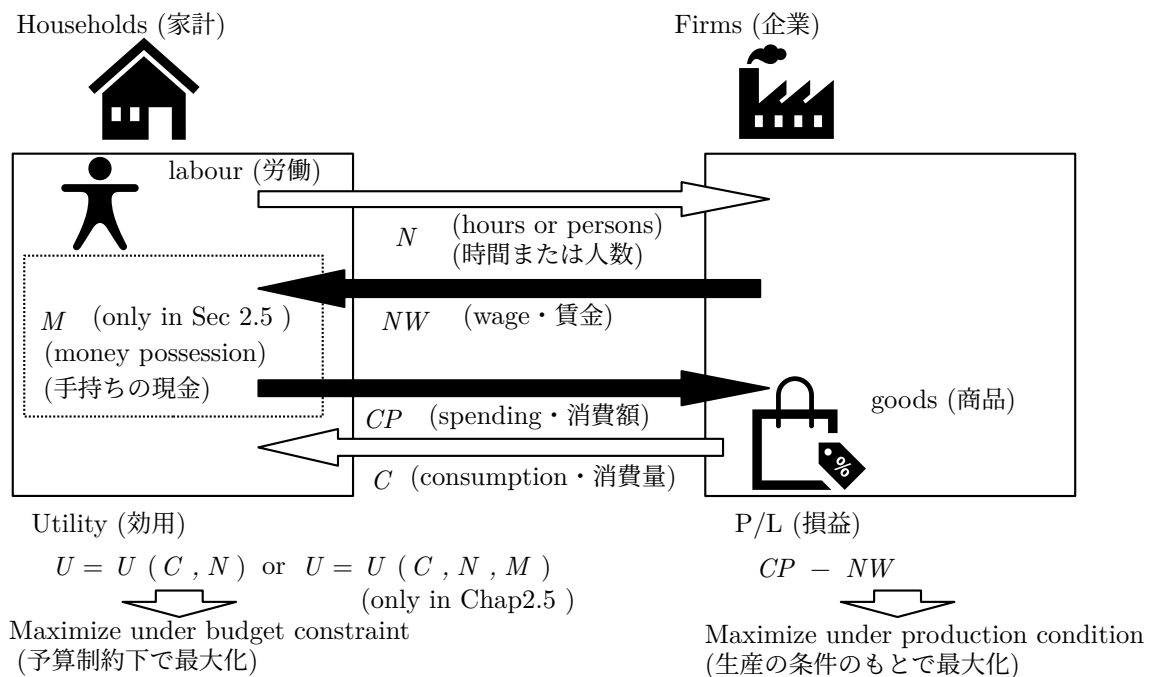 Households (家計)
Firms (企業)
labour (労働)
N (hours or persons)
(時間または人数)
M (only in Sec 2.5 )
(money possession)
(手持ちの現金)
NW (wage・賃金)
CP (spending・消費額)
goods (商品)
%
C (consumption・消費量)
Utility (効用)
P/L (損益)
U = U ( C , N ) or U = U ( C , N , M )
(only in Chap2.5 )
CP − NW
Maximize under budget constraint
(予算制約下で最大化)
Maximize under production condition
(生産の条件のもとで最大化)